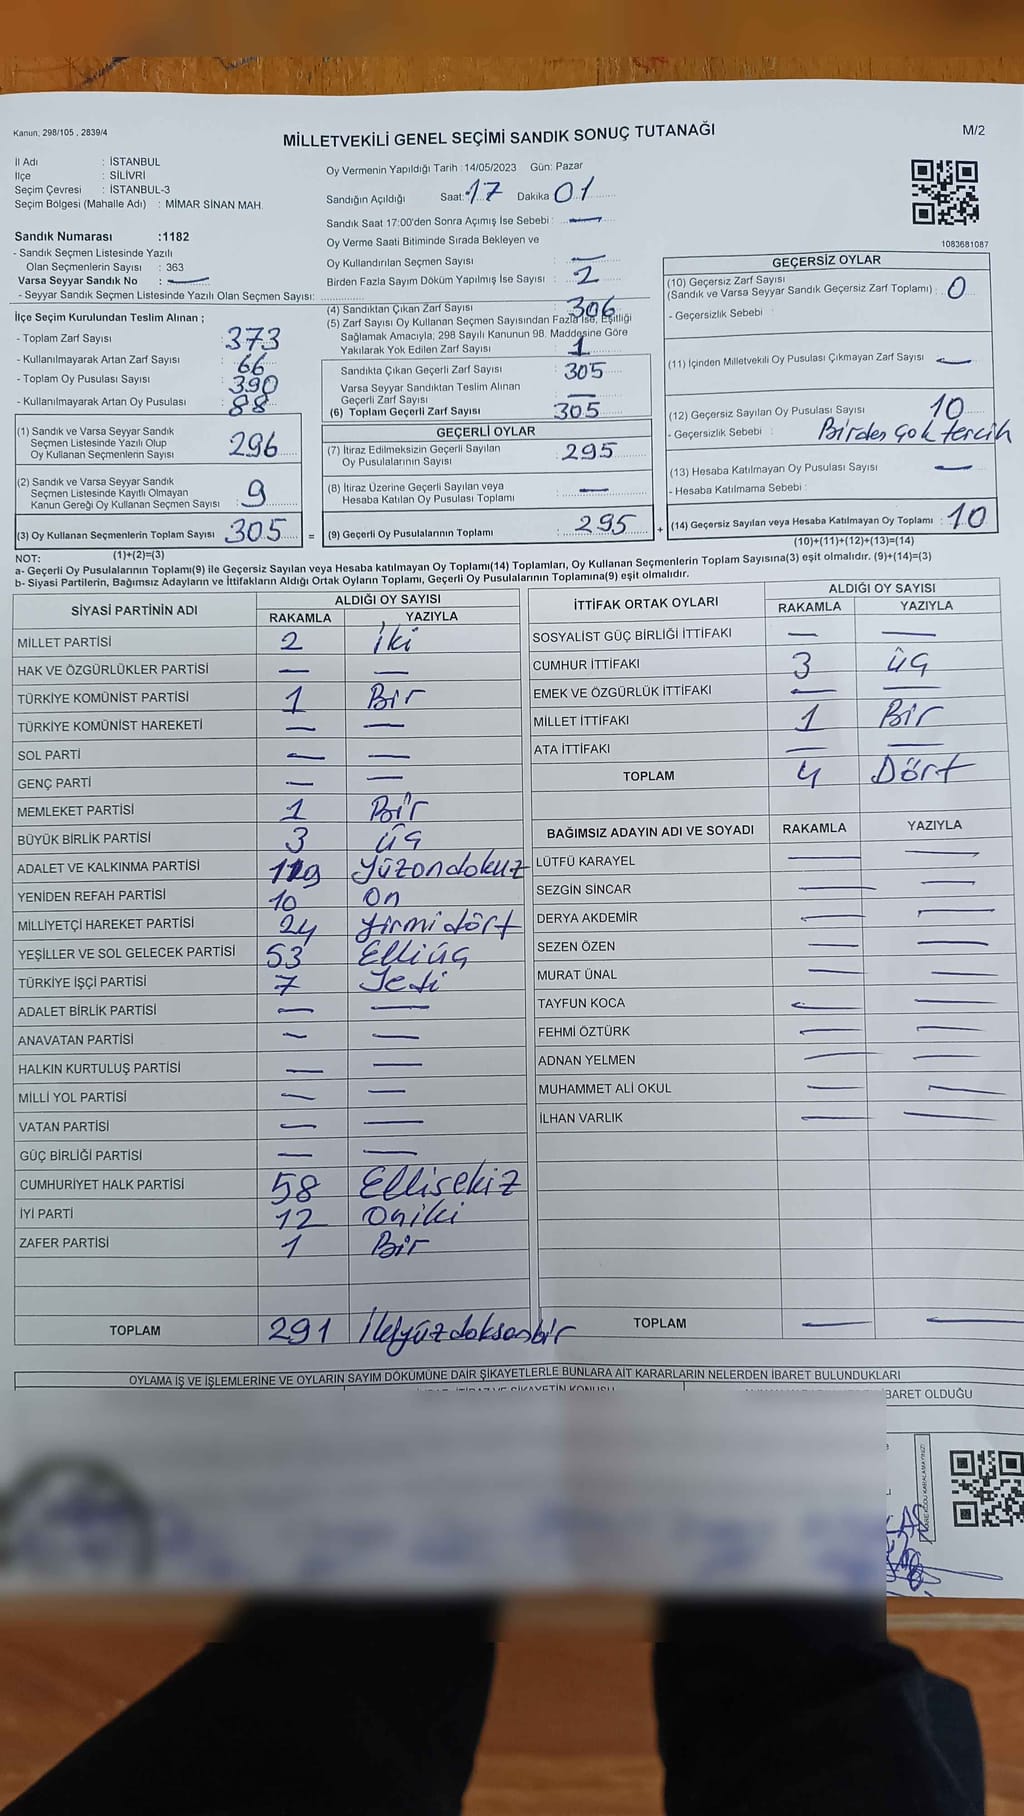 Kanun, 298/105 , 2839/4
MİLLETVEKİLİ GENEL SEÇİMİ SANDIK SONUÇ TUTANAĞI
M/2
İl Adı : İSTANBUL
İlçe : SİLİVRİ
Seçim Çevresi : İSTANBUL-3
Seçim Bölgesi (Mahalle Adı) : MİMAR SİNAN MAH.
Sandık Numarası :1182
- Sandık Seçmen Listesinde Yazılı
Olan Seçmenlerin Sayısı : 363
Varsa Seyyar Sandık No : —
- Seyyar Sandık Seçmen Listesinde Yazılı Olan Seçmen Sayısı:
Oy Vermenin Yapıldığı Tarih :14/05/2023 Gün: Pazar
Sandığın Açıldığı Saat: 17 Dakika 01
Sandık Saat 17:00'den Sonra Açımış İse Sebebi : —
Oy Verme Saati Bitiminde Sırada Bekleyen ve
Oy Kullandırılan Seçmen Sayısı : —
Birden Fazla Sayım Döküm Yapılmış İse Sayısı : 2
1083681087
İlçe Seçim Kurulundan Teslim Alınan ;
- Toplam Zarf Sayısı : 373
- Kullanılmayarak Artan Zarf Sayısı : 66
- Toplam Oy Pusulası Sayısı : 390
- Kullanılmayarak Artan Oy Pusulası : 88
(1) Sandık ve Varsa Seyyar Sandık
Seçmen Listesinde Yazılı Olup
Oy Kullanan Seçmenlerin Sayısı 296
(2) Sandık ve Varsa Seyyar Sandık
Seçmen Listesinde Kayıtlı Olmayan
Kanun Gereği Oy Kullanan Seçmen Sayısı 9
(3) Oy Kullanan Seçmenlerin Toplam Sayısı 305 =
(1)+(2)=(3)
(4) Sandıktan Çıkan Zarf Sayısı : 306
(5) Zarf Sayısı Oy Kullanan Seçmen Sayısından Fazla İse, Eşitliği
Sağlamak Amacıyla, 298 Sayılı Kanunun 98. Maddesine Göre
Yakılarak Yok Edilen Zarf Sayısı : 1
Sandıkta Çıkan Geçerli Zarf Sayısı : 305
Varsa Seyyar Sandıktan Teslim Alınan
Geçerli Zarf Sayısı : —
(6) Toplam Geçerli Zarf Sayısı : 305
GEÇERLİ OYLAR
(7) İtiraz Edilmeksizin Geçerli Sayılan
Oy Pusulalarının Sayısı : 295
(8) İtiraz Üzerine Geçerli Sayılan veya
Hesaba Katılan Oy Pusulası Toplamı : —
(9) Geçerli Oy Pusulalarının Toplamı : 295 +
GEÇERSİZ OYLAR
(10) Geçersiz Zarf Sayısı
(Sandık ve Varsa Seyyar Sandık Geçersiz Zarf Toplamı) : 0
- Geçersizlik Sebebi :
(11) İçinden Milletvekili Oy Pusulası Çıkmayan Zarf Sayısı : —
(12) Geçersiz Sayılan Oy Pusulası Sayısı : 10
- Geçersizlik Sebebi : Birden çok tercih
(13) Hesaba Katılmayan Oy Pusulası Sayısı : —
- Hesaba Katılmama Sebebi :
(14) Geçersiz Sayılan veya Hesaba Katılmayan Oy Toplamı : 10
(10)+(11)+(12)+(13)=(14)
NOT:
a- Geçerli Oy Pusulaların Toplamı(9) ile Geçersiz Sayılan veya Hesaba katılmayan Oy Toplamı(14) Toplamları, Oy Kullanan Seçmenlerin Toplam Sayısına(3) eşit olmalıdır. (9)+(14)=(3)
b- Siyasi Partilerin, Bağımsız Adayların ve İttifakların Aldığı Ortak Oyların Toplamı, Geçerli Oy Pusulalarının Toplamına(9) eşit olmalıdır.
SİYASİ PARTİNİN ADI
ALDIĞI OY SAYISI
RAKAMLA YAZIYLA
MİLLET PARTİSİ 2 İki
HAK VE ÖZGÜRLÜKLER PARTİSİ — —
TÜRKİYE KOMÜNİST PARTİSİ 1 Bir
TÜRKİYE KOMÜNİST HAREKETİ — —
SOL PARTİ — —
GENÇ PARTİ — —
MEMLEKET PARTİSİ 1 Bir
BÜYÜK BİRLİK PARTİSİ 3 üç
ADALET VE KALKINMA PARTİSİ 119 Yüzondokuz
YENİDEN REFAH PARTİSİ 10 On
MİLLİYETÇİ HAREKET PARTİSİ 24 Yirmidört
YEŞİLLER VE SOL GELECEK PARTİSİ 53 Elliüç
TÜRKİYE İŞÇİ PARTİSİ 7 Yedi
ADALET BİRLİK PARTİSİ — —
ANAVATAN PARTİSİ — —
HALKIN KURTULUŞ PARTİSİ — —
MİLLİ YOL PARTİSİ — —
VATAN PARTİSİ — —
GÜÇ BİRLİĞİ PARTİSİ — —
CUMHURİYET HALK PARTİSİ 58 Ellisekiz
İYİ PARTİ 12 Oniki
ZAFER PARTİSİ 1 Bir
TOPLAM 291 İkiyüzdoksanbir
İTTİFAK ORTAK OYLARI
ALDIĞI OY SAYISI
RAKAMLA YAZIYLA
SOSYALİST GÜÇ BİRLİĞİ İTTİFAKI — —
CUMHUR İTTİFAKI 3 üç
EMEK VE ÖZGÜRLÜK İTTİFAKI — —
MİLLET İTTİFAKI 1 Bir
ATA İTTİFAKI — —
TOPLAM 4 Dört
BAĞIMSIZ ADAYIN ADI VE SOYADI RAKAMLA YAZIYLA
LÜTFÜ KARAYEL — —
SEZGİN SİNCAR — —
DERYA AKDEMİR — —
SEZEN ÖZEN — —
MURAT ÜNAL — —
TAYFUN KOCA — —
FEHMİ ÖZTÜRK — —
ADNAN YELMEN — —
MUHAMMET ALİ OKUL — —
İLHAN VARLIK — —
TOPLAM — —
OYLAMA İŞ VE İŞLEMLERİNE VE OYLARIN SAYIM DÖKÜMÜNE DAİR ŞİKAYETLERLE BUNLARA AİT KARARLARIN NELERDEN İBARET BULUNDUKLARI
BARET OLDUĞU